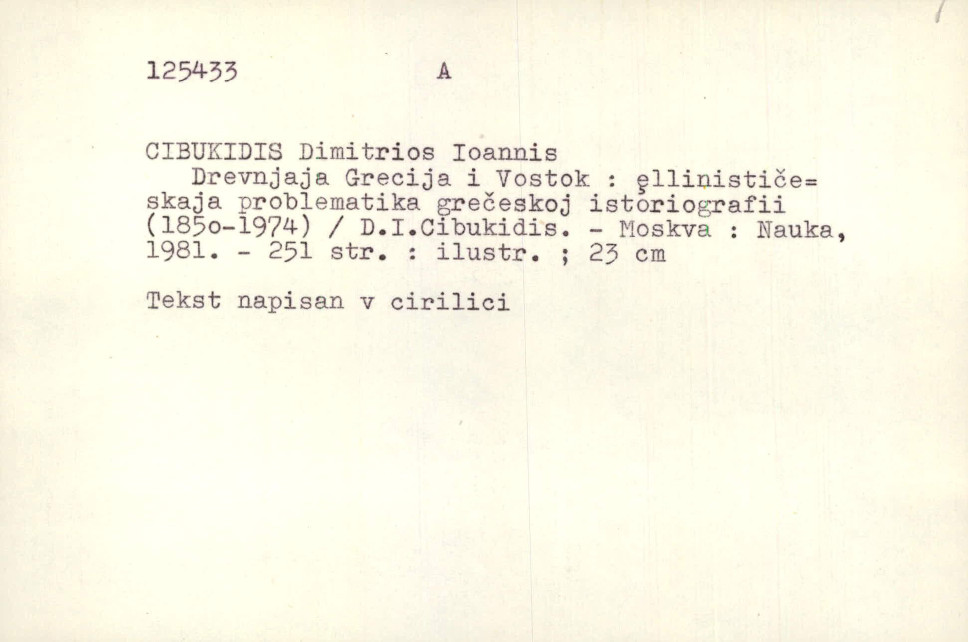 125433 A
CIBUKIDIS Dimitrios Ioannis
Drevnjaja Grecija i Vostok : ellinističe=
skaja problematika grečeskoj istoriografii
(185o-1974) / D.I.Cibukidis. - Moskva : Nauka,
1981. - 251 str. : ilustr. ; 23 cm
Tekst napisan v cirilici